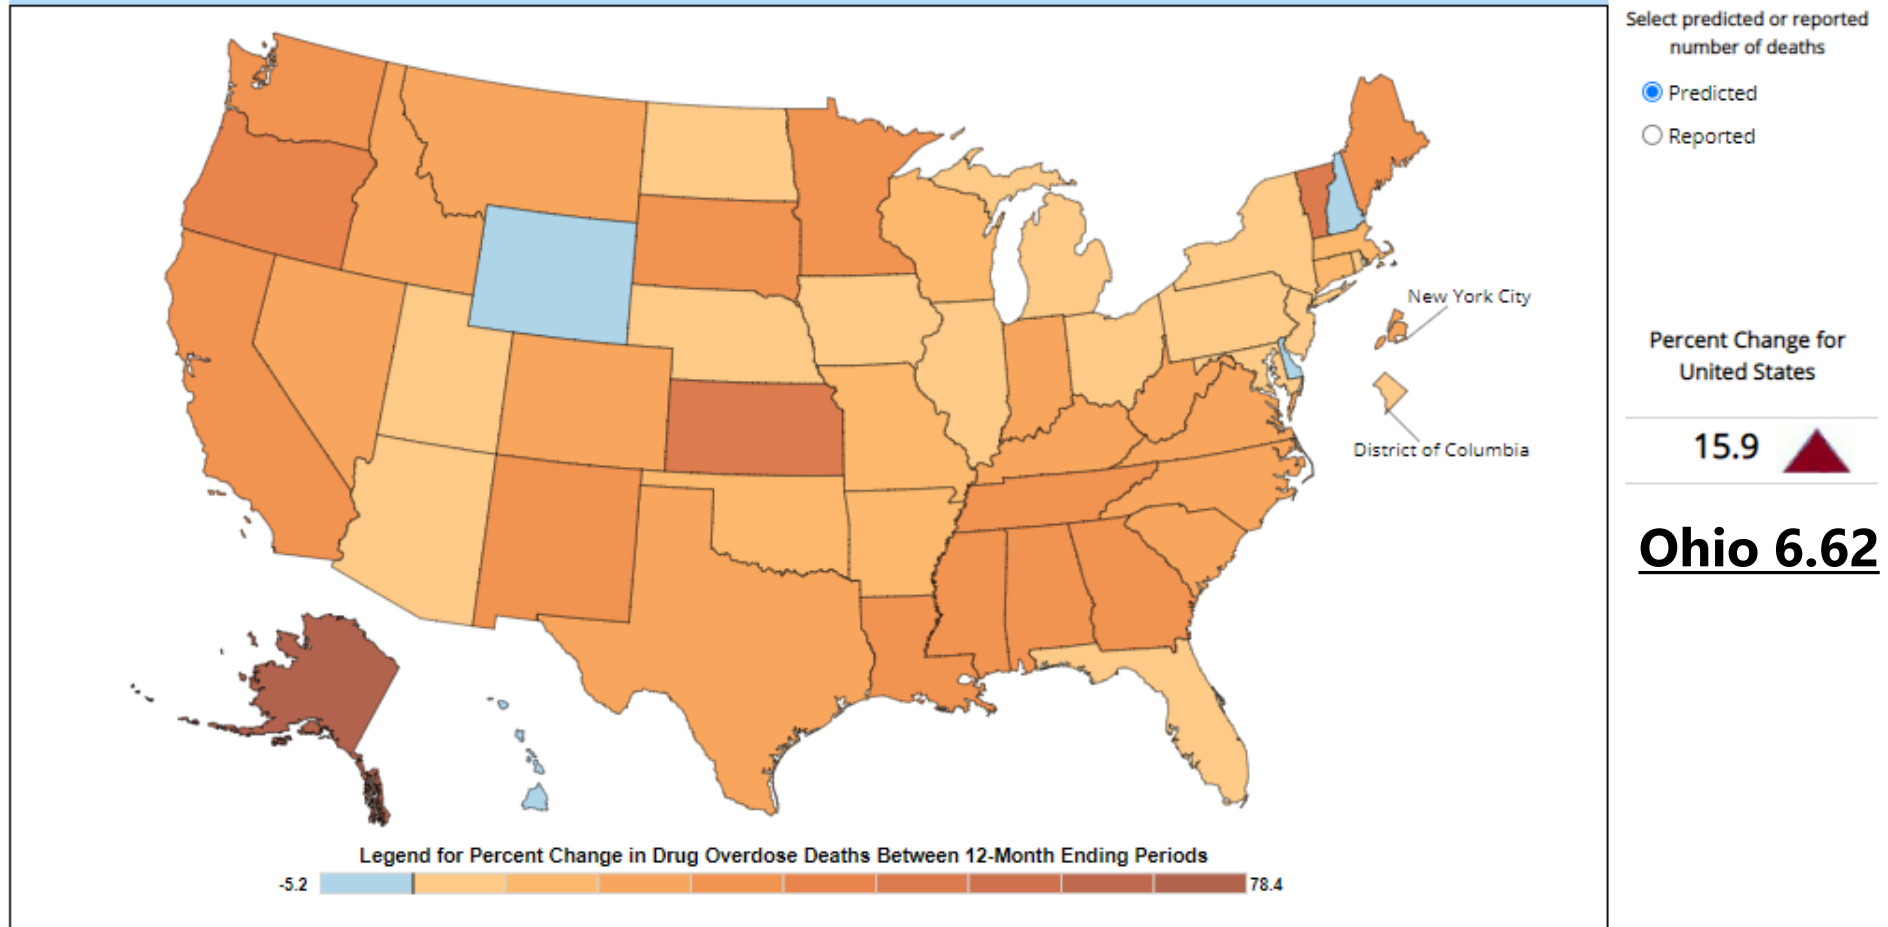 Select predicted or reported
number of deaths
Predicted
Reported
New York City
District of Columbia
Percent Change for
United States
15.9
Ohio 6.62
Legend for Percent Change in Drug Overdose Deaths Between 12-Month Ending Periods
-5.2
78.4